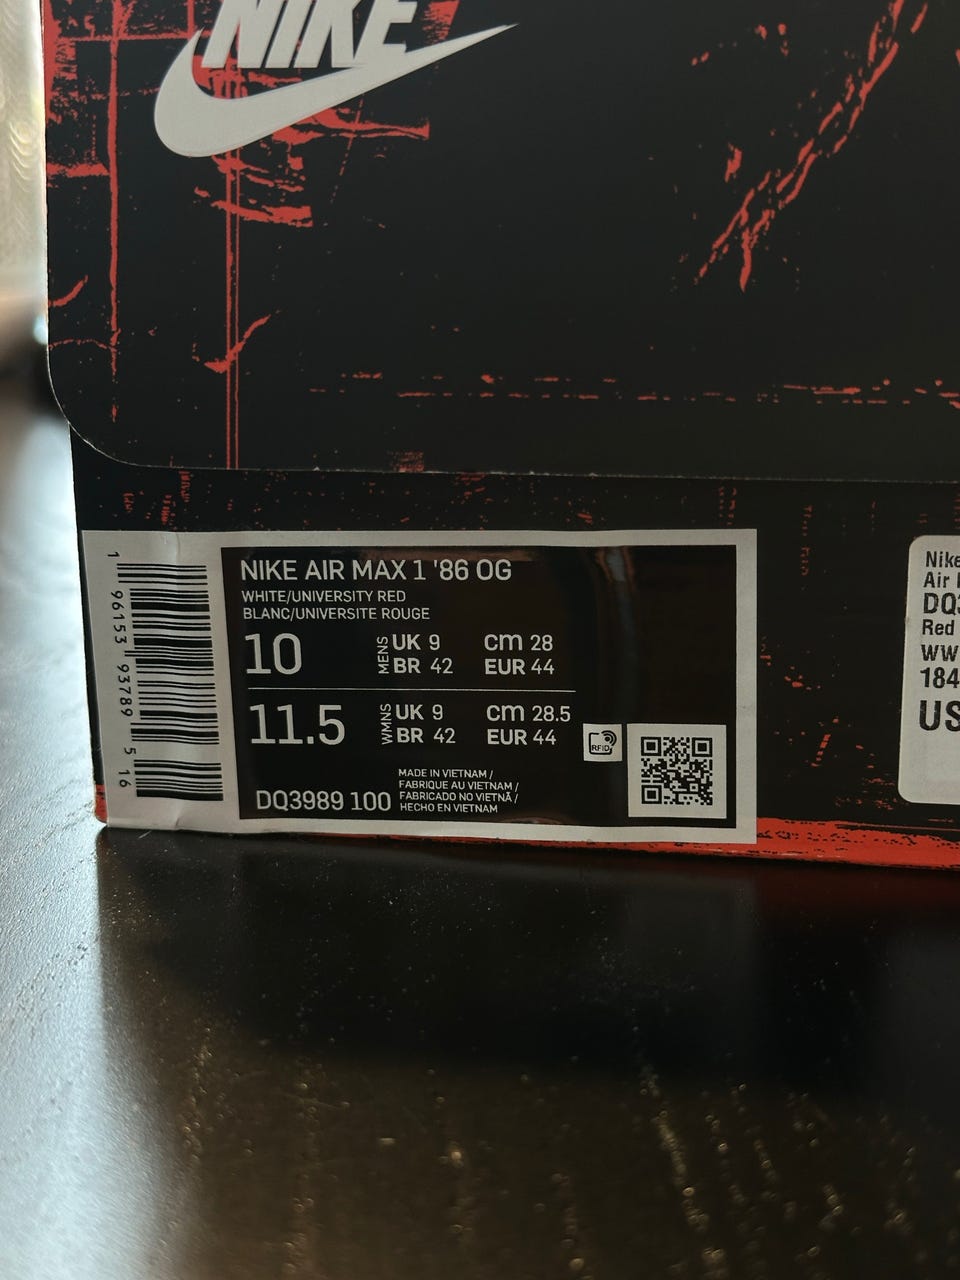 NIKE
NIKE AIR MAX 1 '86 OG
WHITE/UNIVERSITY RED
BLANC/UNIVERSITE ROUGE
10 MENS UK 9 cm 28
BR 42 EUR 44
11.5 WMNS UK 9 cm 28.5
BR 42 EUR 44
RFID
DQ3989 100
MADE IN VIETNAM /
FABRIQUE AU VIETNAM /
FABRICADO NO VIETNÃ /
HECHO EN VIETNAM
1 96153 93789 5 16
Nike
Air
DQ3
Red
WW
184
US